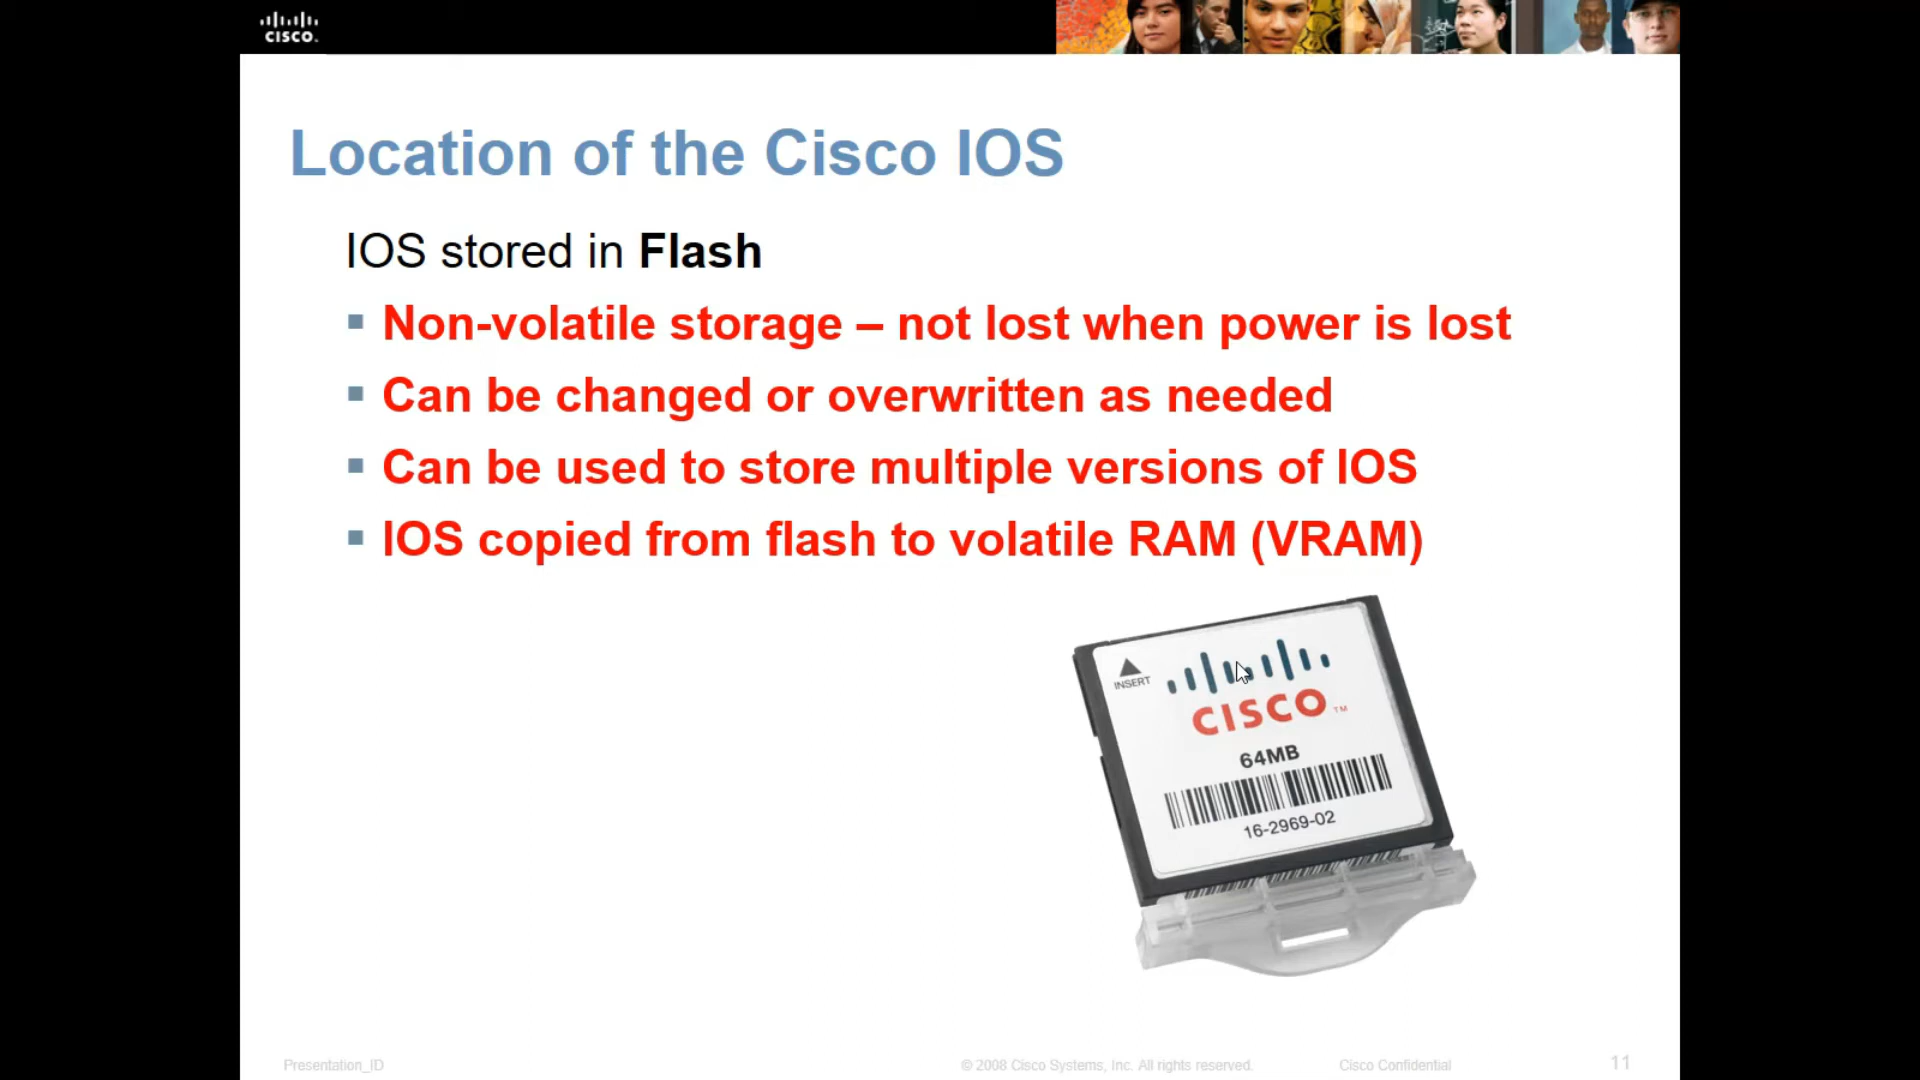 CISCO.
Location of the Cisco IOS
IOS stored in Flash
Non-volatile storage – not lost when power is lost
Can be changed or overwritten as needed
Can be used to store multiple versions of IOS
IOS copied from flash to volatile RAM (VRAM)
INSERT
CISCO™
64MB
16-2969-02
Presentation_ID
© 2008 Cisco Systems, Inc. All rights reserved.
Cisco Confidential
11